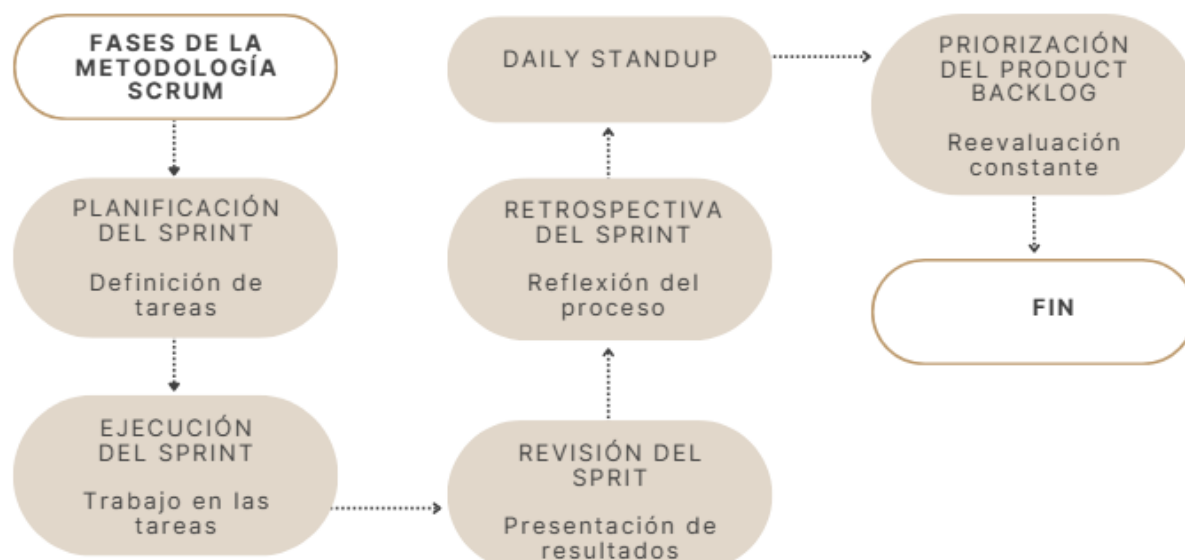 FASES DE LA
METODOLOGÍA
SCRUM
PLANIFICACIÓN
DEL SPRINT
Definición de
tareas
EJECUCIÓN
DEL SPRINT
Trabajo en las
tareas
REVISIÓN DEL
SPRIT
Presentación de
resultados
RETROSPECTIVA
DEL SPRINT
Reflexión del
proceso
DAILY STANDUP
PRIORIZACIÓN
DEL PRODUCT
BACKLOG
Reevaluación
constante
FIN